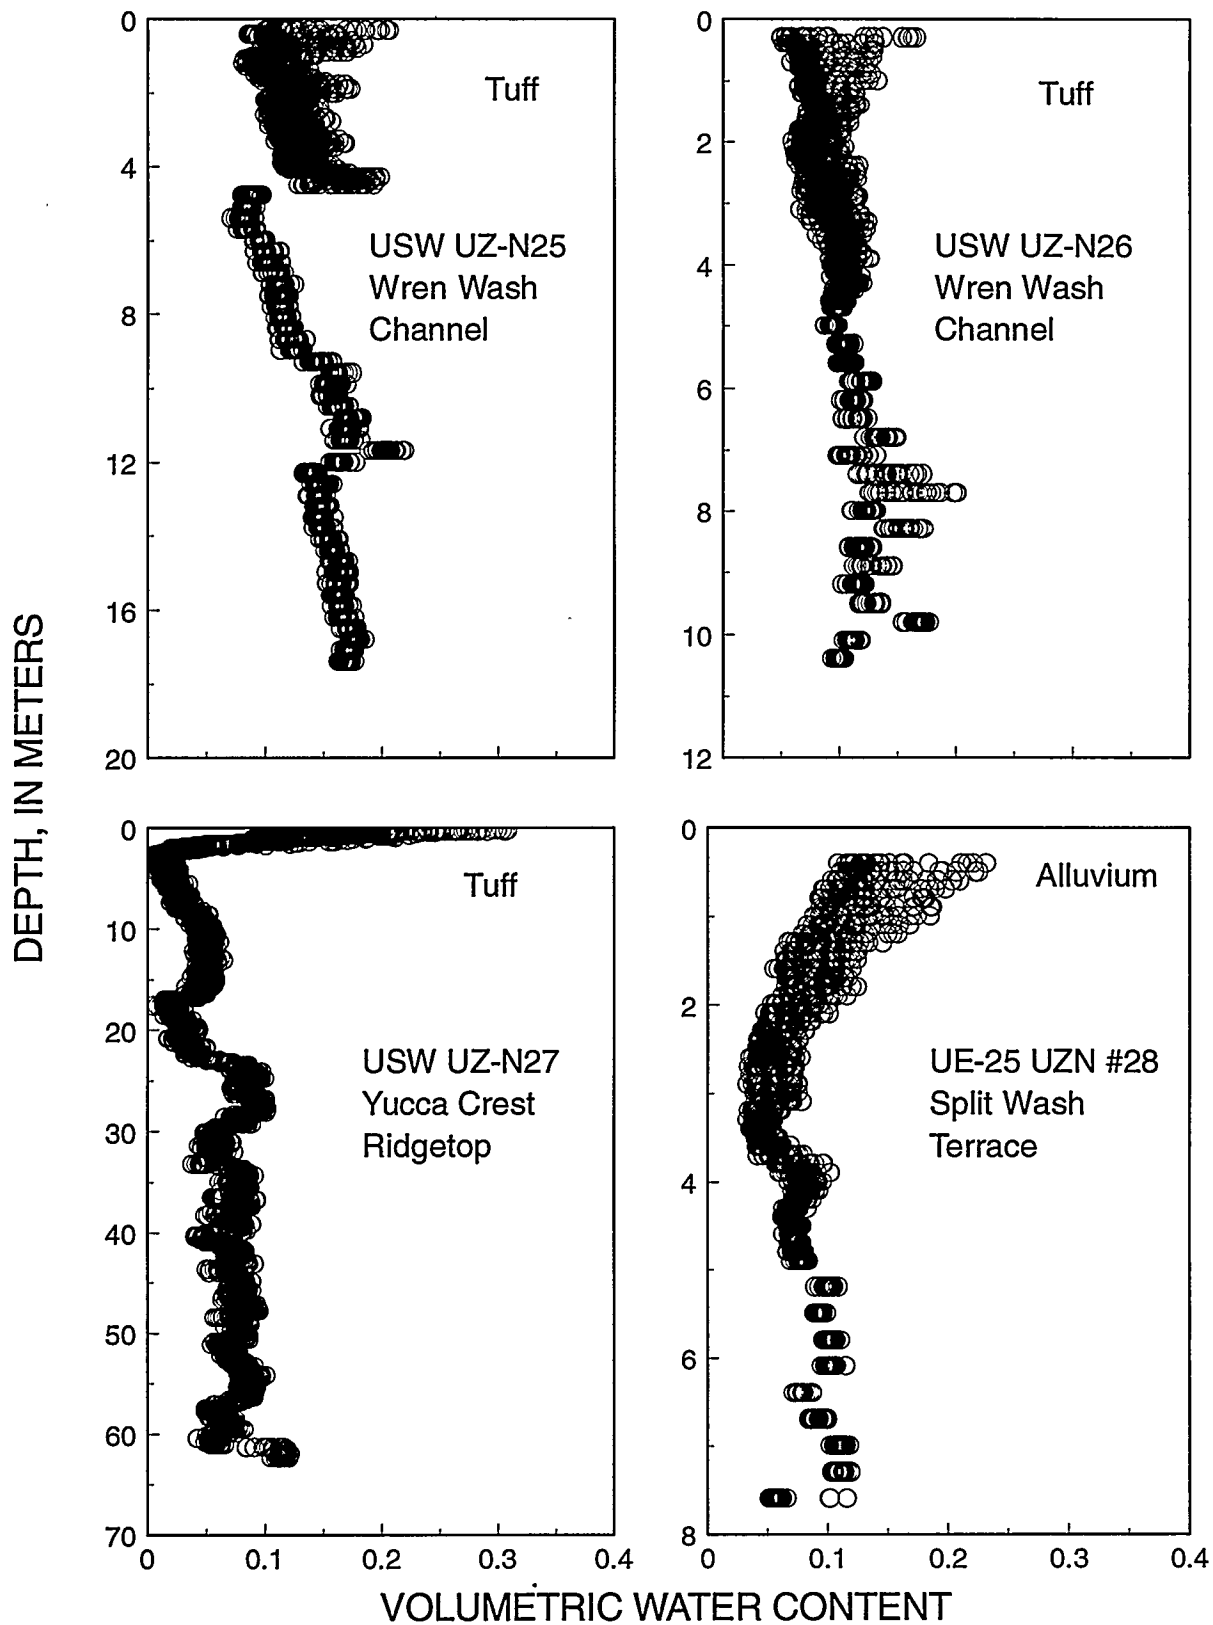 DEPTH, IN METERS
0
4
8
12
16
20
Tuff
USW UZ-N25
Wren Wash
Channel
0
2
4
6
8
10
12
Tuff
USW UZ-N26
Wren Wash
Channel
0
10
20
30
40
50
60
70
0
0.1
0.2
0.3
0.4
Tuff
USW UZ-N27
Yucca Crest
Ridgetop
0
2
4
6
8
0
0.1
0.2
0.3
0.4
Alluvium
UE-25 UZN #28
Split Wash
Terrace
VOLUMETRIC WATER CONTENT